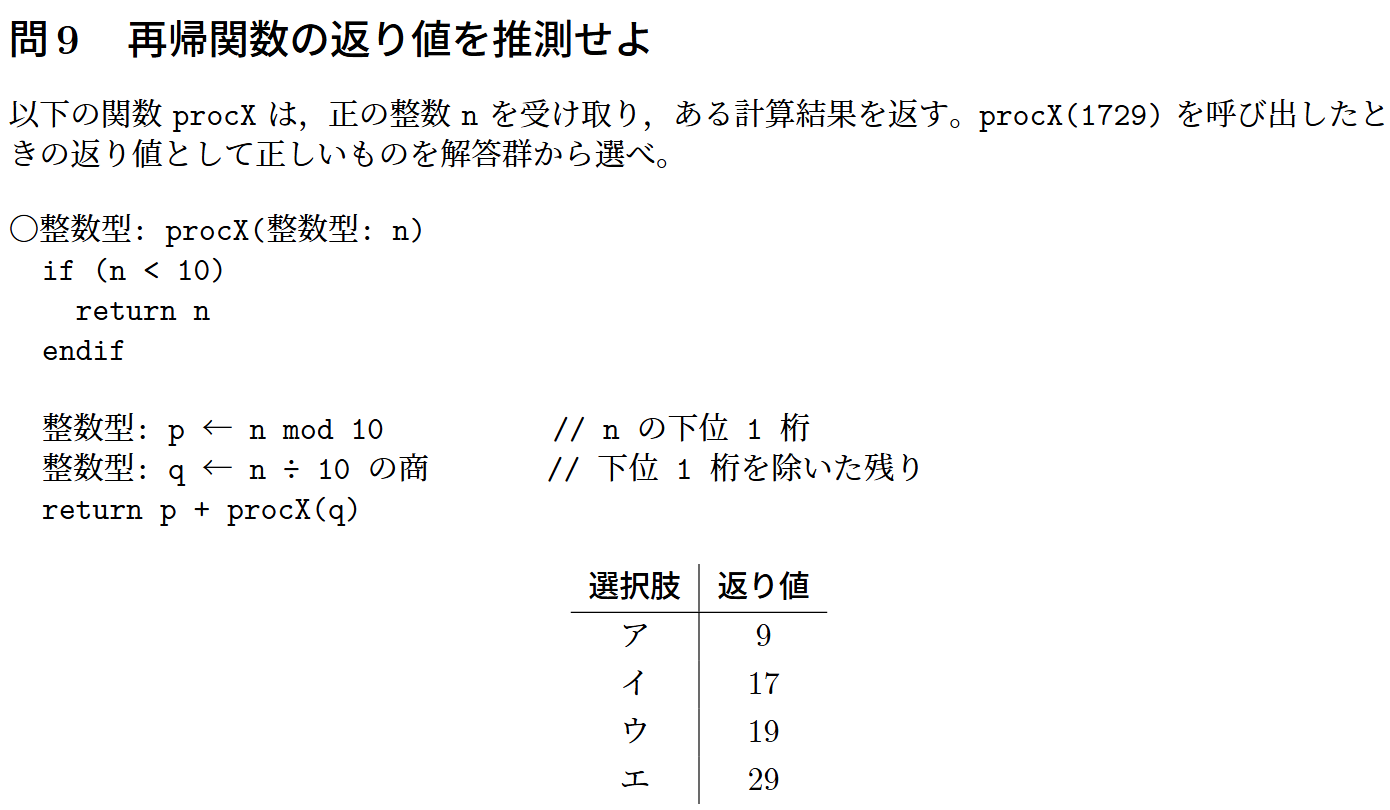 問 9 再帰関数の返り値を推測せよ
以下の関数 procX は，正の整数 n を受け取り，ある計算結果を返す。procX(1729) を呼び出したと
きの返り値として正しいものを解答群から選べ。
○整数型: procX(整数型: n)
if (n < 10)
return n
endif
整数型: p ← n mod 10 // n の下位 1 桁
整数型: q ← n ÷ 10 の商 // 下位 1 桁を除いた残り
return p + procX(q)
選択肢 返り値
ア 9
イ 17
ウ 19
エ 29